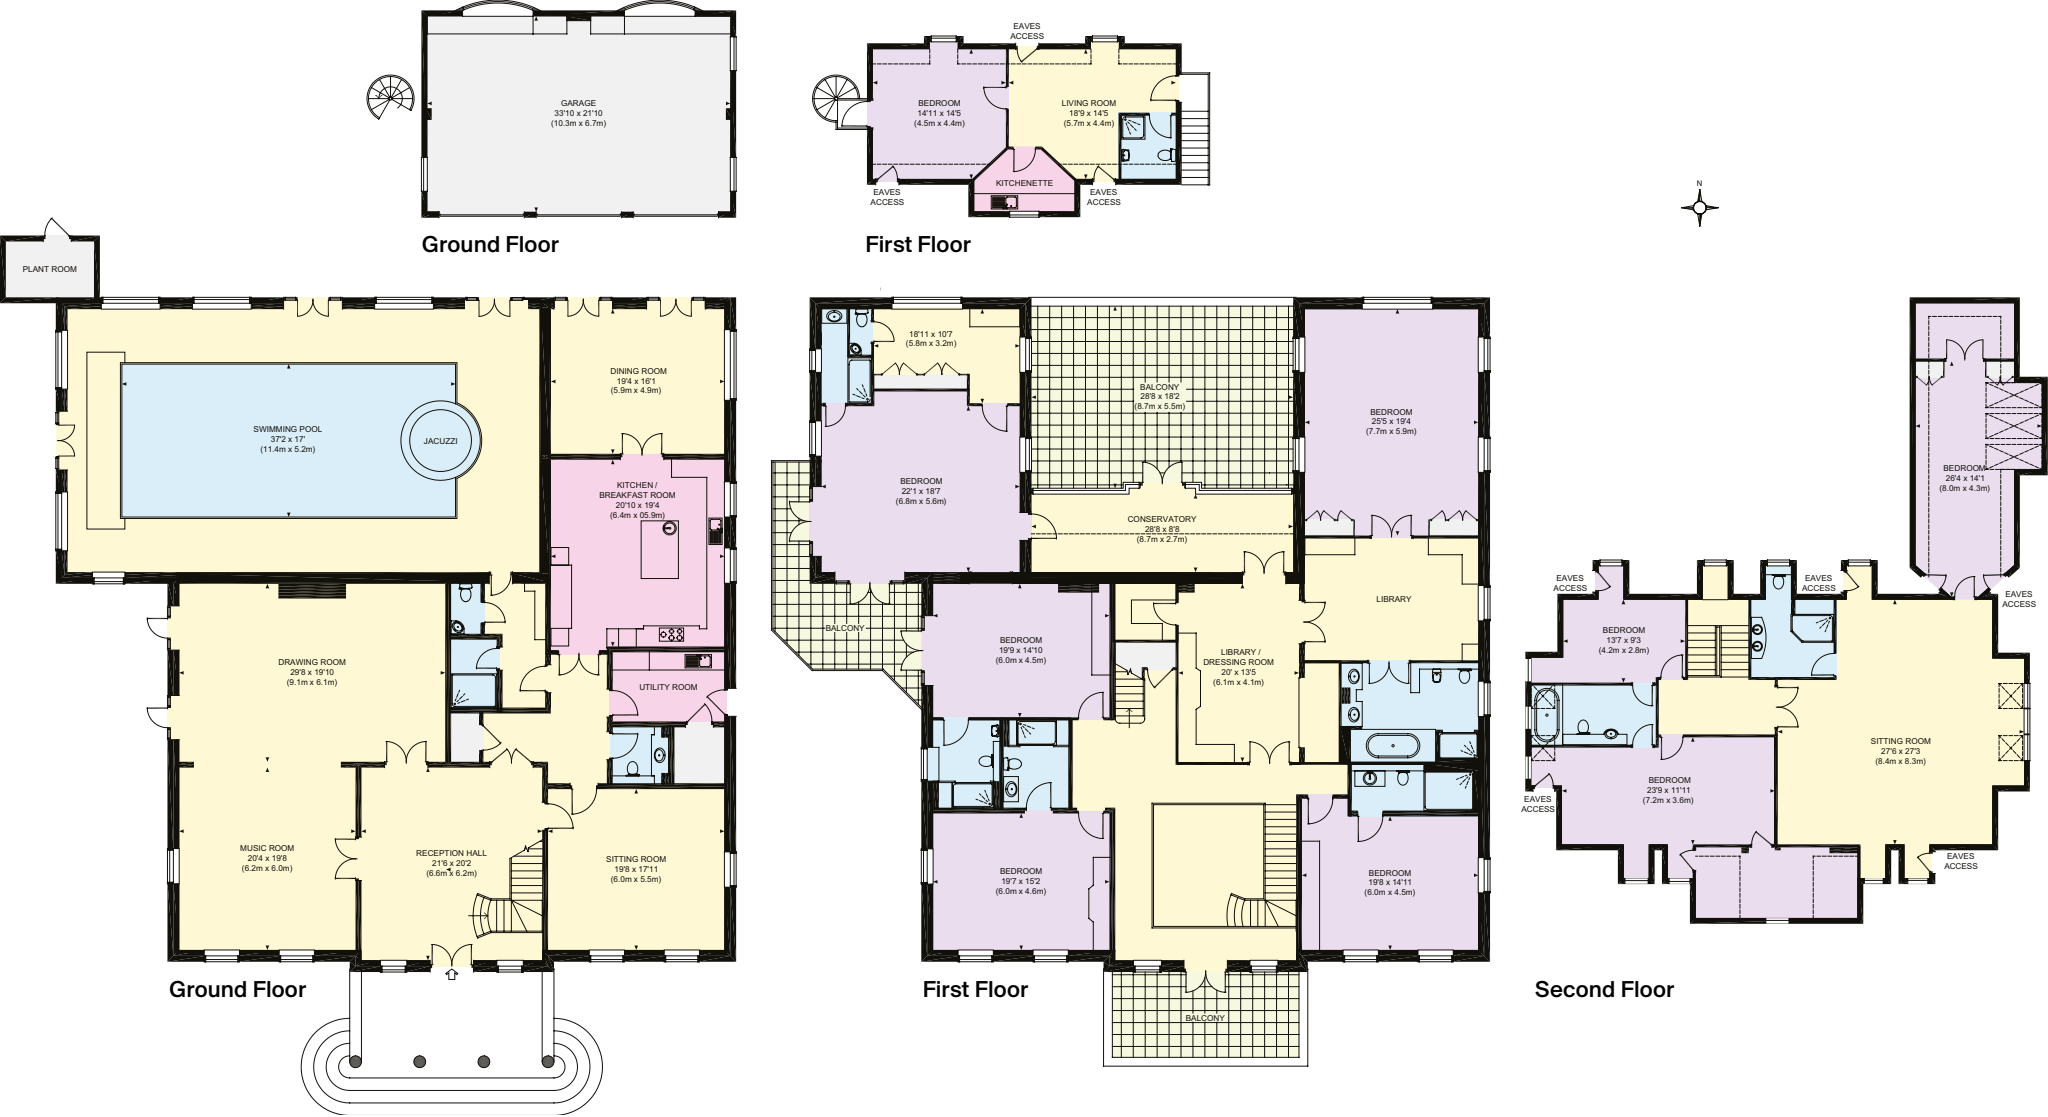 GARAGE
33'10 x 21'10
(10.3m x 6.7m)
Ground Floor
EAVES
ACCESS
BEDROOM
14'11 x 14'5
(4.5m x 4.4m)
LIVING ROOM
18'9 x 14'5
(5.7m x 4.4m)
KITCHENETTE
EAVES
ACCESS
EAVES
ACCESS
First Floor
N
PLANT ROOM
SWIMMING POOL
37'2 x 17'
(11.4m x 5.2m)
JACUZZI
DINING ROOM
19'4 x 16'1
(5.9m x 4.9m)
KITCHEN /
BREAKFAST ROOM
20'10 x 19'4
(6.4m x 05.9m)
UTILITY ROOM
DRAWING ROOM
29'8 x 19'10
(9.1m x 6.1m)
MUSIC ROOM
20'4 x 19'8
(6.2m x 6.0m)
RECEPTION HALL
21'6 x 20'2
(6.6m x 6.2m)
SITTING ROOM
19'8 x 17'11
(6.0m x 5.5m)
Ground Floor
18'11 x 10'7
(5.8m x 3.2m)
BALCONY
28'8 x 18'2
(8.7m x 5.5m)
BEDROOM
25'5 x 19'4
(7.7m x 5.9m)
BEDROOM
22'1 x 18'7
(6.8m x 5.6m)
CONSERVATORY
28'8 x 8'8
(8.7m x 2.7m)
LIBRARY
BALCONY
BEDROOM
19'9 x 14'10
(6.0m x 4.5m)
LIBRARY /
DRESSING ROOM
20' x 13'5
(6.1m x 4.1m)
BEDROOM
19'7 x 15'2
(6.0m x 4.6m)
BEDROOM
19'8 x 14'11
(6.0m x 4.5m)
BALCONY
First Floor
BEDROOM
26'4 x 14'1
(8.0m x 4.3m)
EAVES
ACCESS
EAVES
ACCESS
EAVES
ACCESS
BEDROOM
13'7 x 9'3
(4.2m x 2.8m)
SITTING ROOM
27'6 x 27'3
(8.4m x 8.3m)
BEDROOM
23'9 x 11'11
(7.2m x 3.6m)
EAVES
ACCESS
EAVES
ACCESS
Second Floor